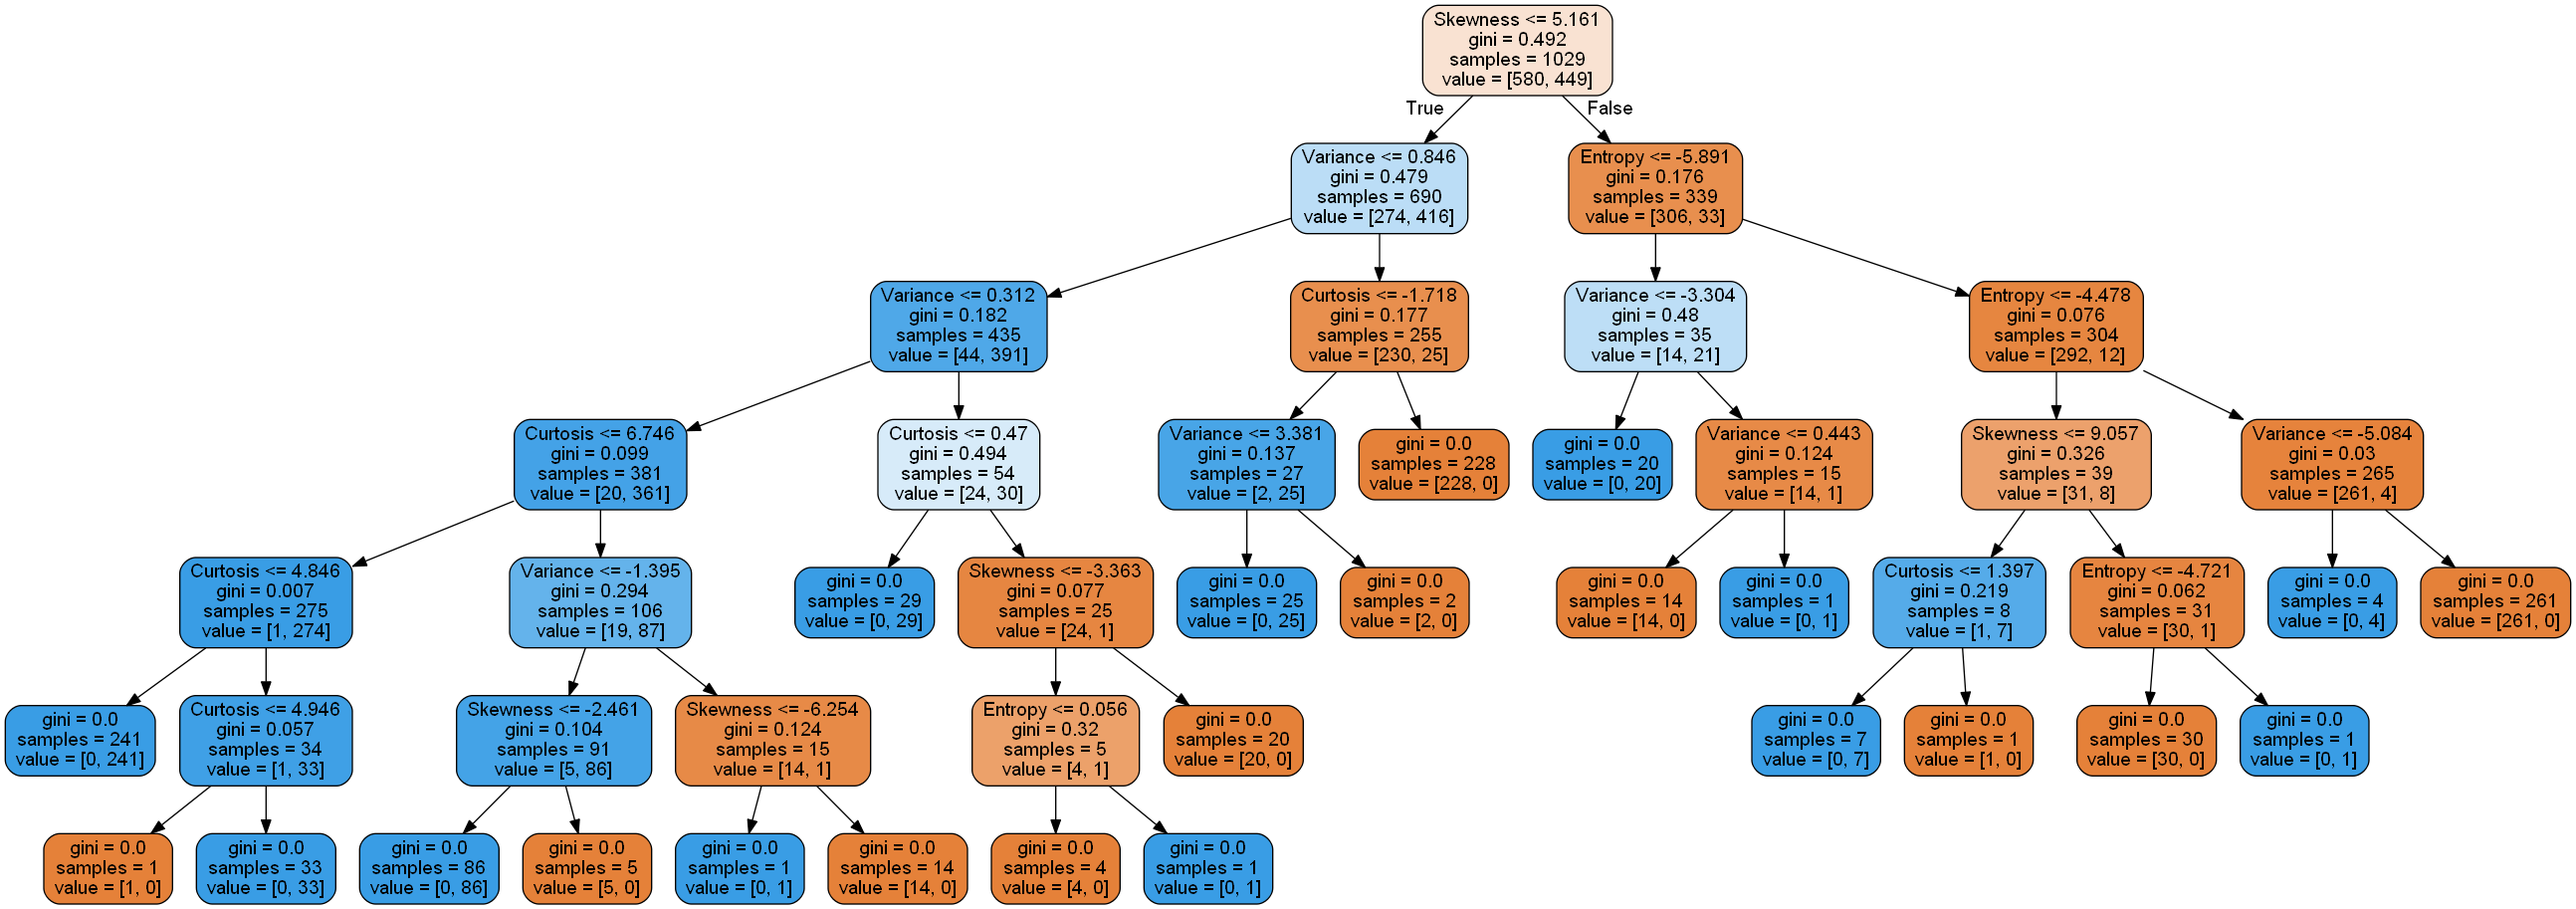 Skewness <= 5.161
gini = 0.492
samples = 1029
value = [580, 449]
True
False
Variance <= 0.846
gini = 0.479
samples = 690
value = [274, 416]
Entropy <= -5.891
gini = 0.176
samples = 339
value = [306, 33]
Variance <= 0.312
gini = 0.182
samples = 435
value = [44, 391]
Curtosis <= -1.718
gini = 0.177
samples = 255
value = [230, 25]
Variance <= -3.304
gini = 0.48
samples = 35
value = [14, 21]
Entropy <= -4.478
gini = 0.076
samples = 304
value = [292, 12]
Curtosis <= 6.746
gini = 0.099
samples = 381
value = [20, 361]
Curtosis <= 0.47
gini = 0.494
samples = 54
value = [24, 30]
Variance <= 3.381
gini = 0.137
samples = 27
value = [2, 25]
gini = 0.0
samples = 228
value = [228, 0]
gini = 0.0
samples = 20
value = [0, 20]
Variance <= 0.443
gini = 0.124
samples = 15
value = [14, 1]
Skewness <= 9.057
gini = 0.326
samples = 39
value = [31, 8]
Variance <= -5.084
gini = 0.03
samples = 265
value = [261, 4]
Curtosis <= 4.846
gini = 0.007
samples = 275
value = [1, 274]
Variance <= -1.395
gini = 0.294
samples = 106
value = [19, 87]
gini = 0.0
samples = 29
value = [0, 29]
Skewness <= -3.363
gini = 0.077
samples = 25
value = [24, 1]
gini = 0.0
samples = 25
value = [0, 25]
gini = 0.0
samples = 2
value = [2, 0]
gini = 0.0
samples = 14
value = [14, 0]
gini = 0.0
samples = 1
value = [0, 1]
Curtosis <= 1.397
gini = 0.219
samples = 8
value = [1, 7]
Entropy <= -4.721
gini = 0.062
samples = 31
value = [30, 1]
gini = 0.0
samples = 4
value = [0, 4]
gini = 0.0
samples = 261
value = [261, 0]
gini = 0.0
samples = 241
value = [0, 241]
Curtosis <= 4.946
gini = 0.057
samples = 34
value = [1, 33]
Skewness <= -2.461
gini = 0.104
samples = 91
value = [5, 86]
Skewness <= -6.254
gini = 0.124
samples = 15
value = [14, 1]
Entropy <= 0.056
gini = 0.32
samples = 5
value = [4, 1]
gini = 0.0
samples = 20
value = [20, 0]
gini = 0.0
samples = 7
value = [0, 7]
gini = 0.0
samples = 1
value = [1, 0]
gini = 0.0
samples = 30
value = [30, 0]
gini = 0.0
samples = 1
value = [0, 1]
gini = 0.0
samples = 1
value = [1, 0]
gini = 0.0
samples = 33
value = [0, 33]
gini = 0.0
samples = 86
value = [0, 86]
gini = 0.0
samples = 5
value = [5, 0]
gini = 0.0
samples = 1
value = [0, 1]
gini = 0.0
samples = 14
value = [14, 0]
gini = 0.0
samples = 4
value = [4, 0]
gini = 0.0
samples = 1
value = [0, 1]